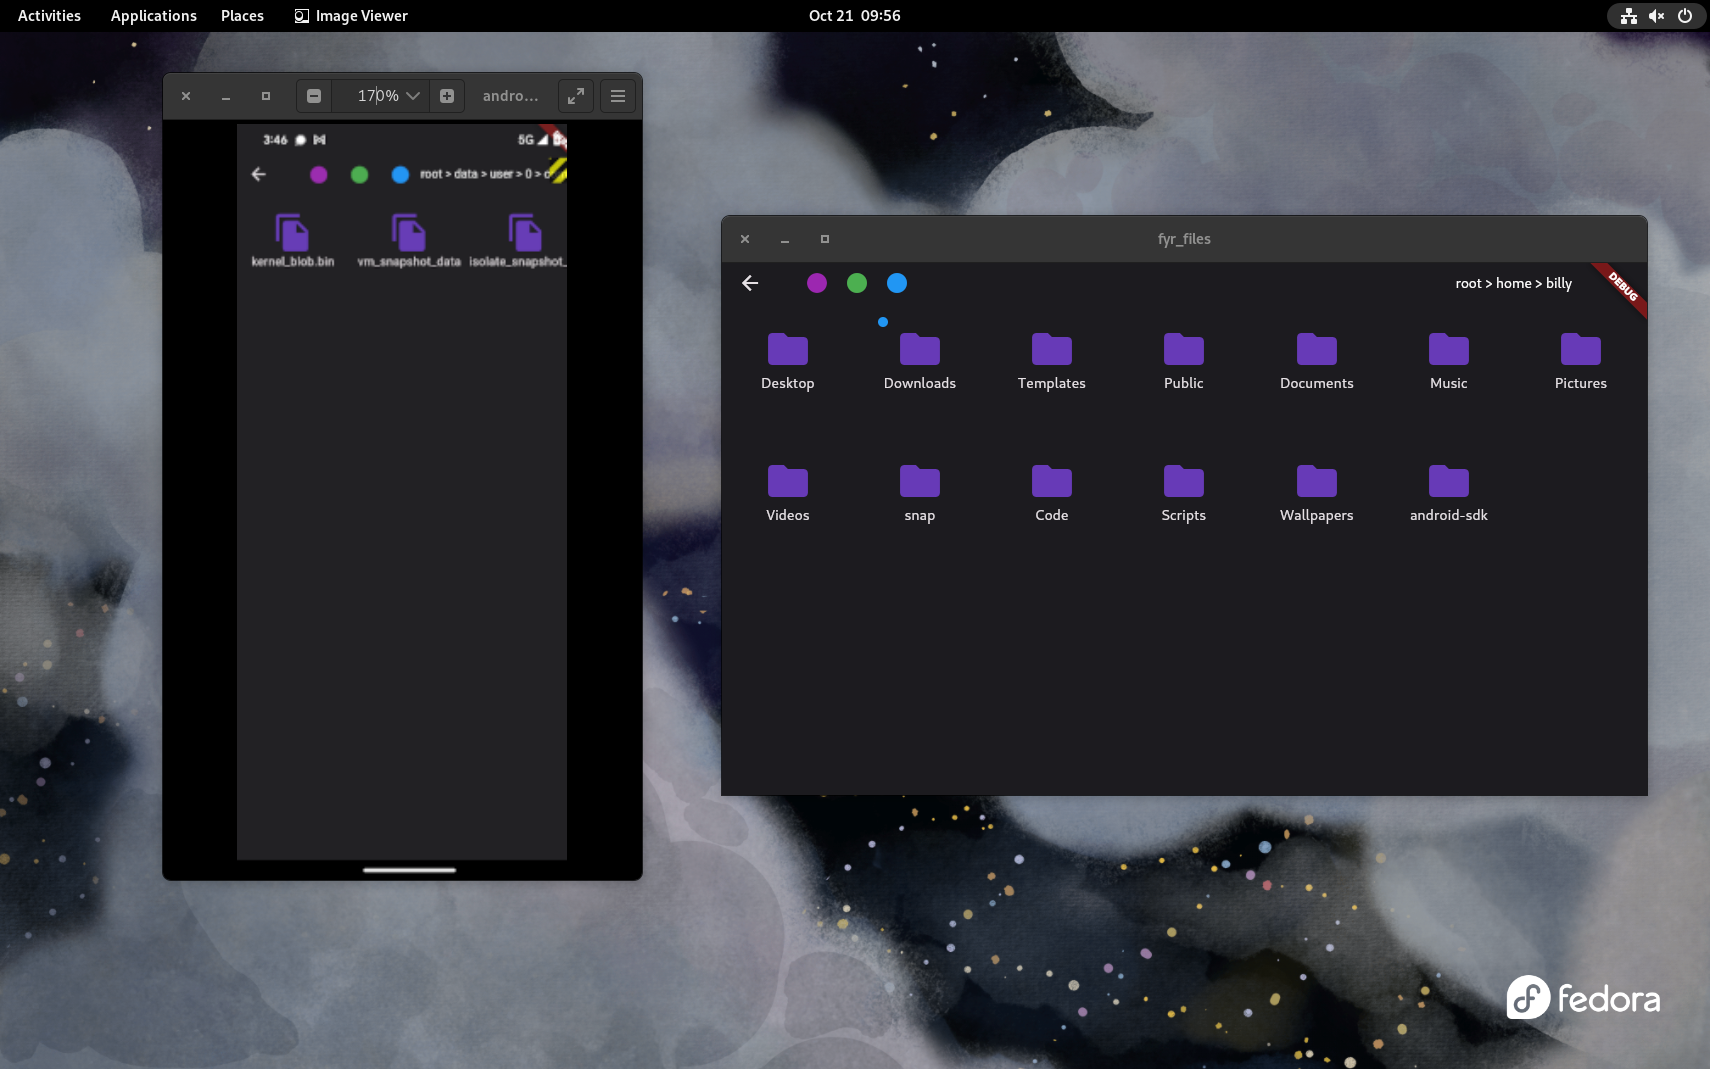 Activities Applications Places Image Viewer Oct 21 09:56
170% andro...
3:46 5G
root > data > user > 0 >
kernel_blob.bin vm_snapshot_data isolate_snapshot_
fyr_files
root > home > billy DEBUG
Desktop Downloads Templates Public Documents Music Pictures
Videos snap Code Scripts Wallpapers android-sdk
fedora